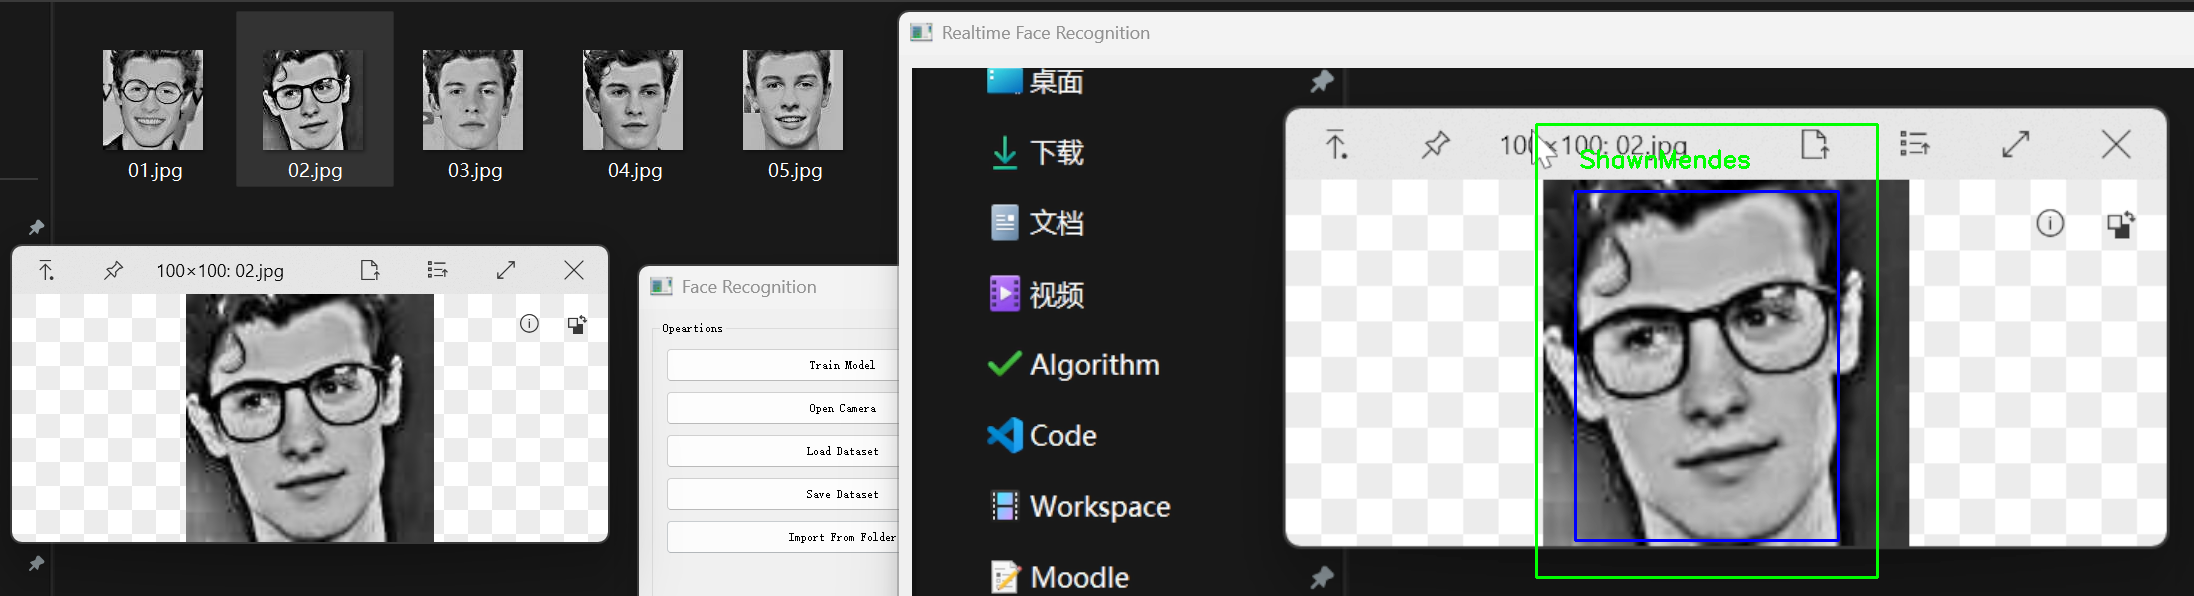 01.jpg
02.jpg
03.jpg
04.jpg
05.jpg
100×100: 02.jpg
Face Recognition
Opeartions
Train Model
Open Camera
Load Dataset
Save Dataset
Import From Folder
Realtime Face Recognition
桌面
下载
文档
视频
Algorithm
Code
Workspace
Moodle
100×100: 02.jpg
ShawnMendes